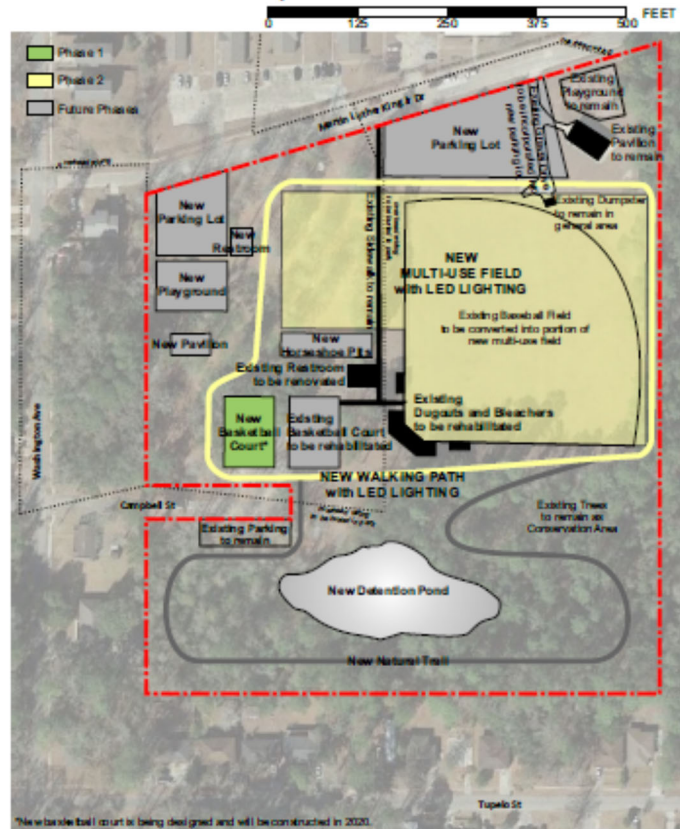 0 125 250 375 500 FEET
Phase 1
Phase 2
Future Phases
Martin Luther King Jr Dr
Existing
Playground
to remain
Existing
Pavilion
to remain
New
Parking Lot
Existing Dumpster
to remain in
general area
New
Parking Lot
New
Restroom
New
Playground
New Pavilion
Existing Sidewalk to remain
NEW
MULTI-USE FIELD
with LED LIGHTING
Existing Baseball Field
to be converted into portion of
new multi-use field
New
Horseshoe Pits
Existing Restroom
to be renovated
Existing
Dugouts and Bleachers
to be rehabilitated
New
Basketball
Court*
Existing
Basketball Court
to be rehabilitated
NEW WALKING PATH
with LED LIGHTING
Washington Ave
Campbell St
Existing Parking
to remain
Existing Trees
to remain as
Conservation Area
New Detention Pond
New Natural Trail
Tupelo St
*New basketball court is being designed and will be constructed in 2020.